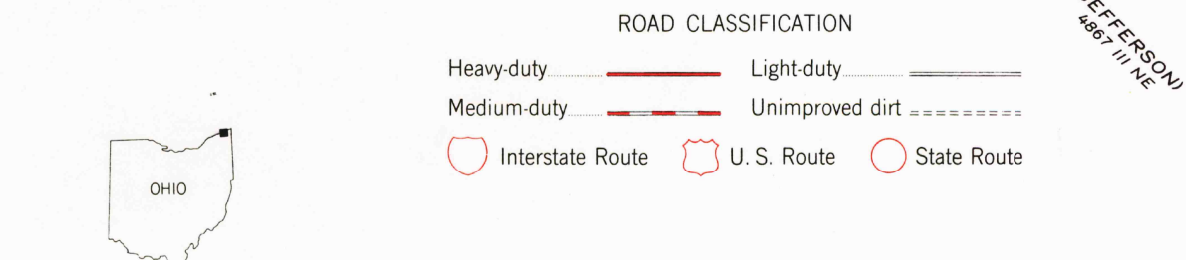 ROAD CLASSIFICATION
Heavy-duty
Light-duty
Medium-duty
Unimproved dirt
Interstate Route
U. S. Route
State Route
OHIO
JEFFERSON)
4867 III NE